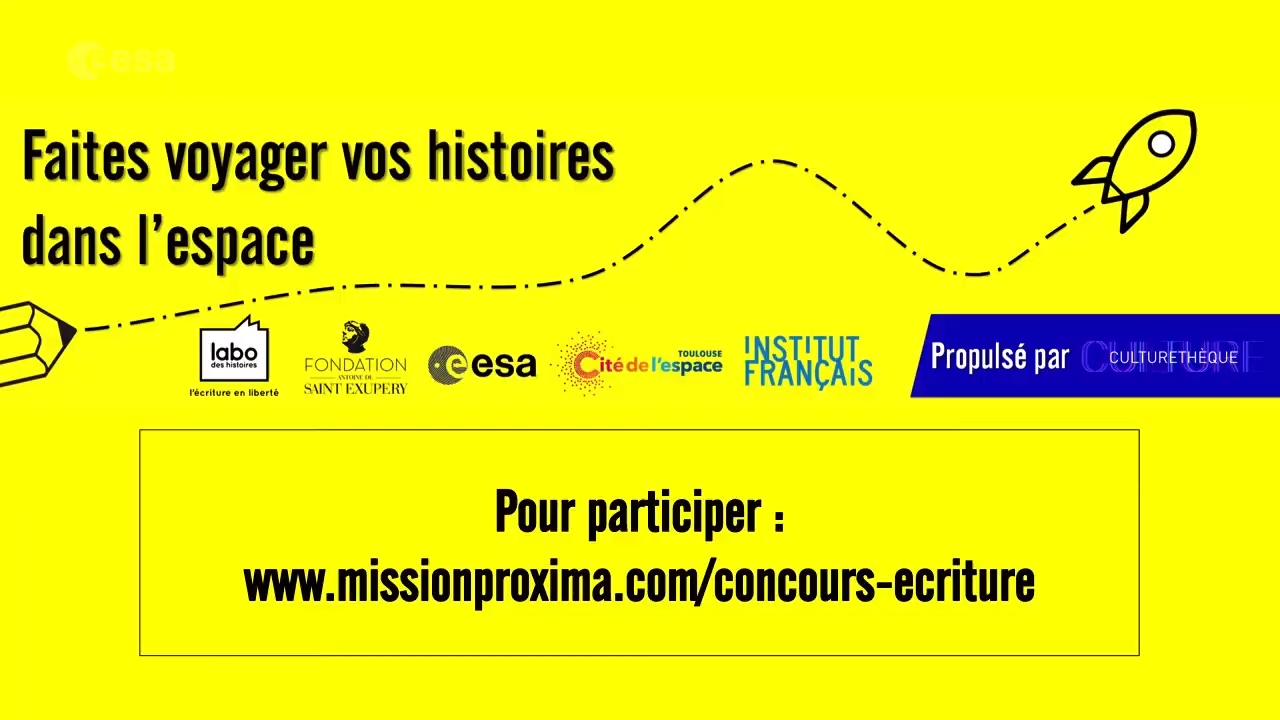 esa
Faites voyager vos histoires
dans l'espace
labo
des histoires
l'écriture en liberté
FONDATION
ANTOINE DE
SAINT EXUPERY
esa
TOULOUSE
Cité de l'espace
INSTITUT
FRANÇAIS
Propulsé par
CULTURETHÈQUE
Pour participer :
www.missionproxima.com/concours-ecriture